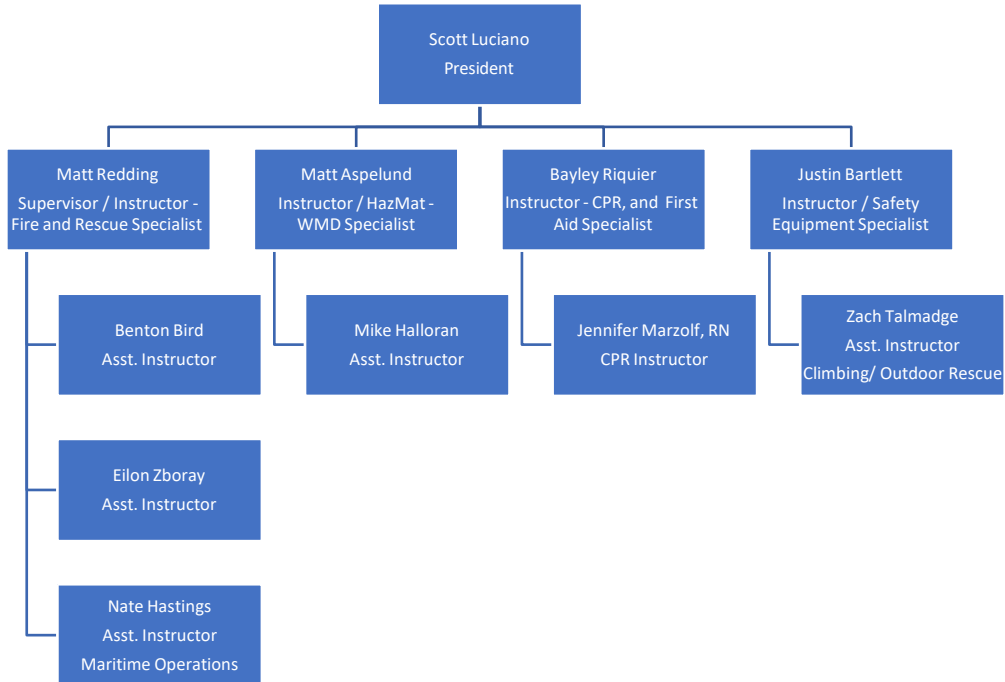 Scott Luciano
President
Matt Redding
Supervisor / Instructor -
Fire and Rescue Specialist
Matt Aspelund
Instructor / HazMat -
WMD Specialist
Bayley Riquier
Instructor - CPR, and First
Aid Specialist
Justin Bartlett
Instructor / Safety
Equipment Specialist
Benton Bird
Asst. Instructor
Mike Halloran
Asst. Instructor
Jennifer Marzolf, RN
CPR Instructor
Zach Talmadge
Asst. Instructor
Climbing/ Outdoor Rescue
Eilon Zboray
Asst. Instructor
Nate Hastings
Asst. Instructor
Maritime Operations